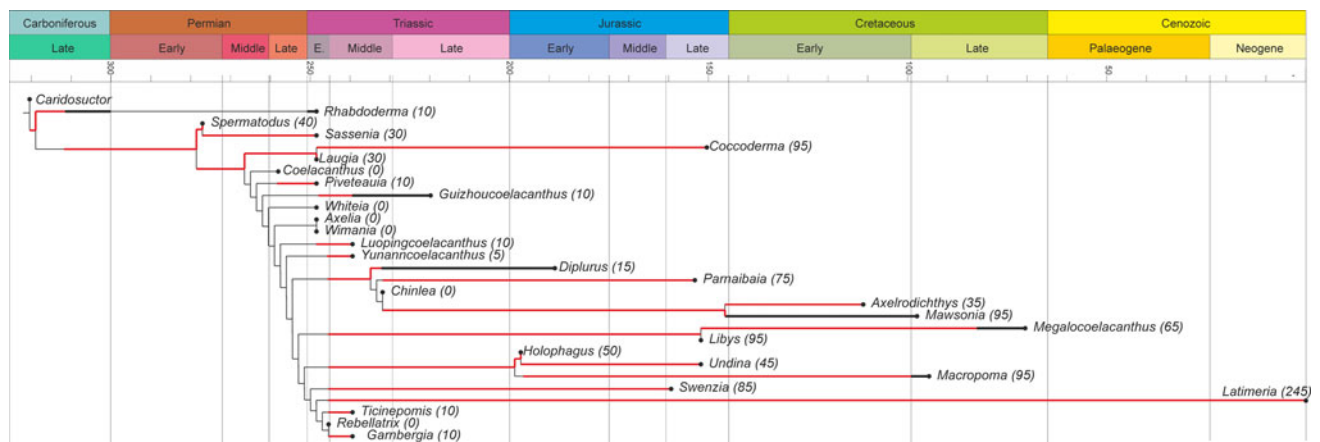 Carboniferous Permian Triassic Jurassic Cretaceous Cenozoic
Late Early Middle Late E. Middle Late Early Middle Late Early Late Palaeogene Neogene
300 250 200 150 100 50
Caridosuctor
Rhabdoderma (10)
Spermatodus (40)
Sassenia (30)
Coccoderma (95)
Laugia (30)
Coelacanthus (0)
Piveteauia (10)
Guizhoucoelacanthus (10)
Whiteia (0)
Axelia (0)
Wimania (0)
Luopingcoelacanthus (10)
Yunanncoelacanthus (5)
Diplurus (15)
Parnaibaia (75)
Chinlea (0)
Axelrodichthys (35)
Mawsonia (95)
Megalocoelacanthus (65)
Libys (95)
Holophagus (50)
Undina (45)
Macropoma (95)
Swenzia (85)
Latimeria (245)
Ticinepomis (10)
Rebellatrix (0)
Garnbergia (10)